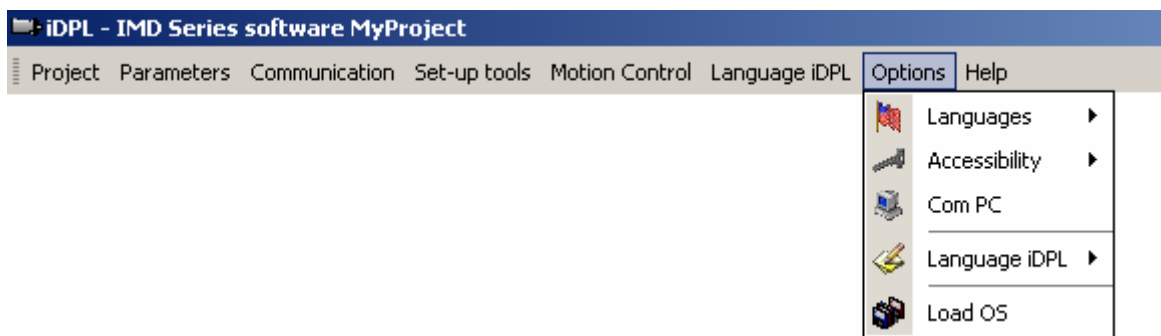 iDPL - IMD Series software MyProject
Project Parameters Communication Set-up tools Motion Control Language iDPL Options Help
Languages
Accessibility
Com PC
Language iDPL
Load OS